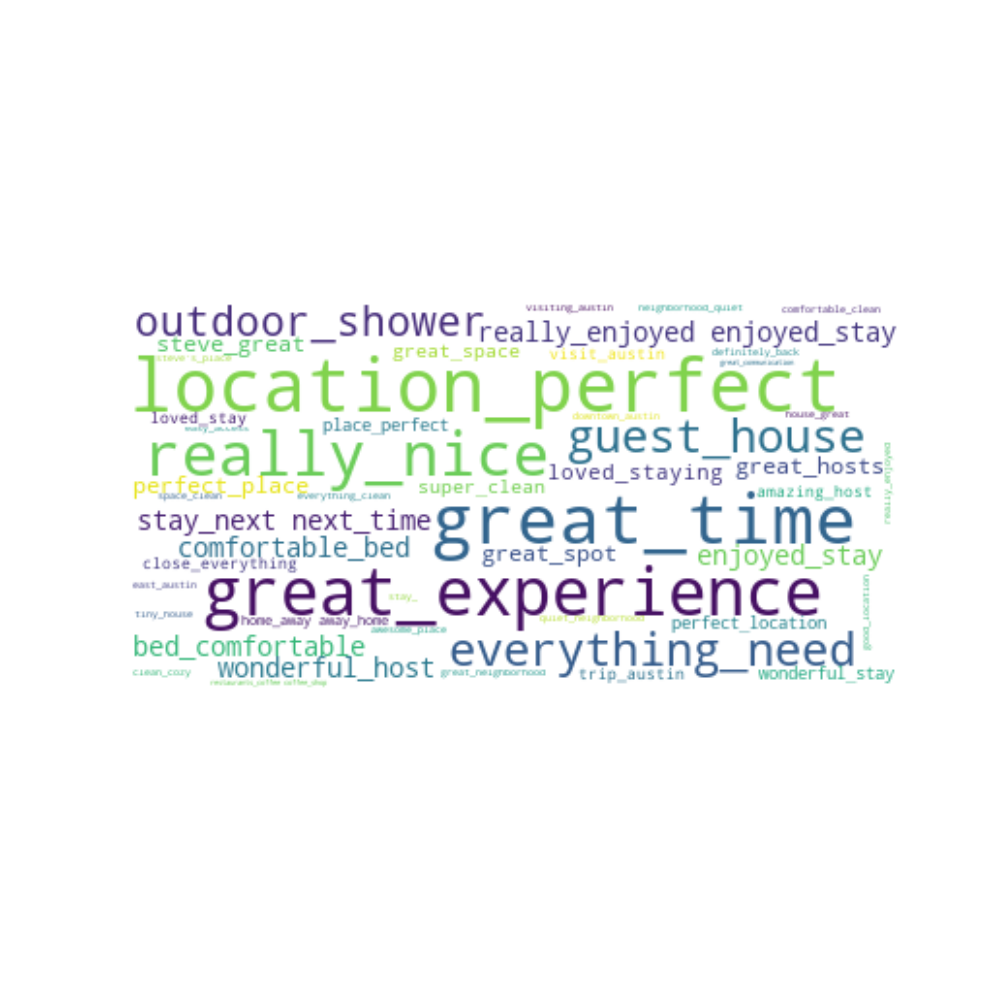 visiting_austin neighborhood_quiet comfortable_clean
outdoor_shower really_enjoyed enjoyed_stay
steve_great great_space visit_austin definitely_back
steve's_place great_communication
location_perfect
loved_stay downtown_austin house_great
easy_access place_perfect
really_nice guest_house
loved_staying great_hosts
really_enjoyed
perfect_place super_clean amazing_host
space_clean everything_clean
stay_next next_time great_time
comfortable_bed great_spot enjoyed_stay
close_everything
east_austin great_experience
stay_
good_location
tiny_house home_away away_home quiet_neighborhood perfect_location
awesome_place
bed_comfortable everything_need
wonderful_host
clean_cozy great_neighborhood trip_austin wonderful_stay
restaurants_coffee coffee_shop